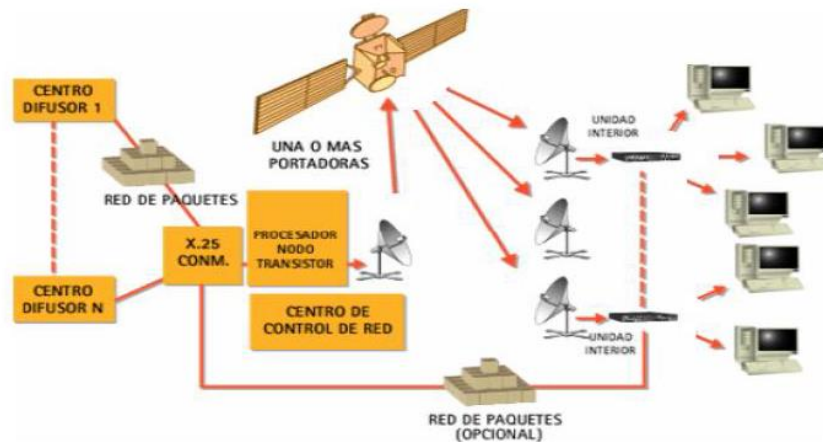 CENTRO
DIFUSOR 1
UNA O MAS
PORTADORAS
UNIDAD
INTERIOR
RED DE PAQUETES
X.25
CONM.
PROCESADOR
NODO
TRANSISTOR
CENTRO
DIFUSOR N
CENTRO DE
CONTROL DE RED
UNIDAD
INTERIOR
RED DE PAQUETES
(OPCIONAL)